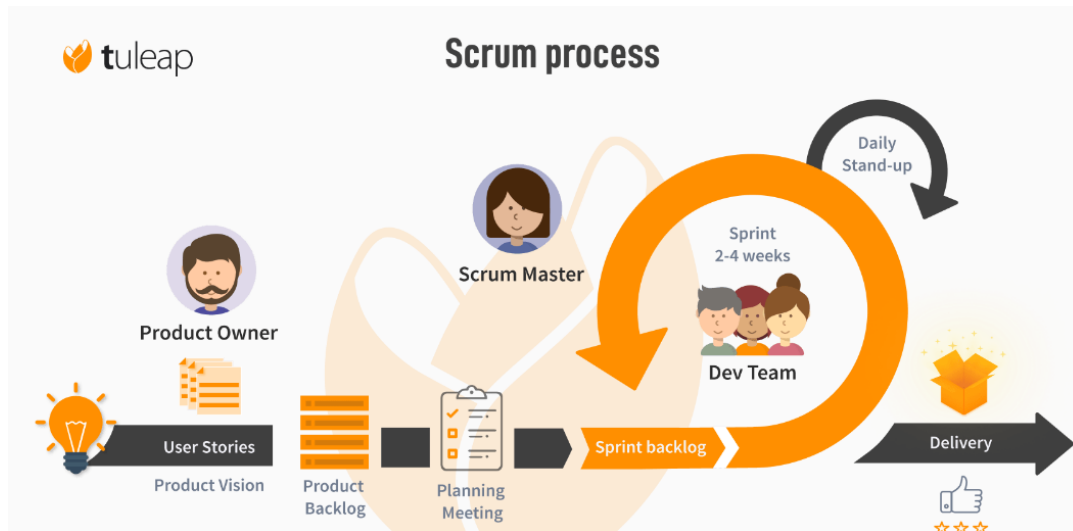 tuleap
Scrum process
Daily
Stand-up
Sprint
2-4 weeks
Scrum Master
Product Owner
Dev Team
User Stories
Sprint backlog
Delivery
Product Vision
Product
Backlog
Planning
Meeting